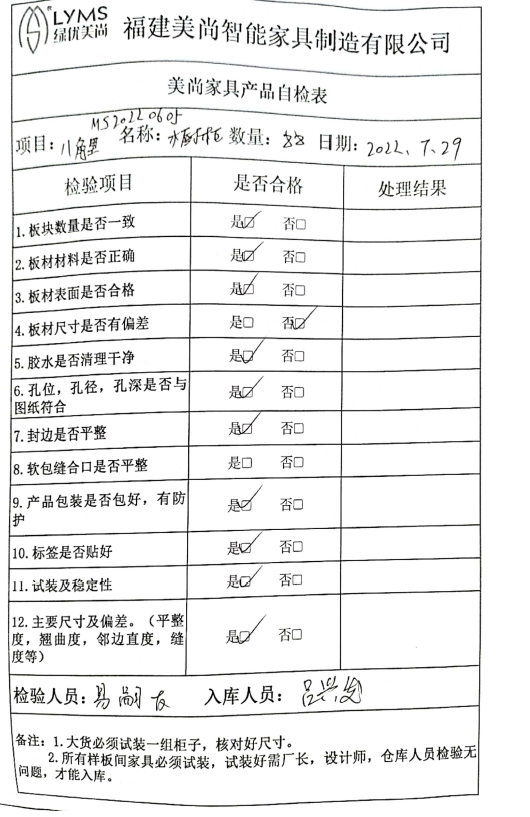 LYMS
绿优美尚
福建美尚智能家具制造有限公司
美尚家具产品自检表
MS20220605
项目：八角里 名称：水厨柜 数量： 日期：2022、7、29
检验项目 是否合格 处理结果
1.板块数量是否一致 是☑ 否□
2.板材材料是否正确 是☑ 否□
3.板材表面是否合格 是☑ 否□
4.板材尺寸是否有偏差 是□ 否☑
5.胶水是否清理干净 是☑ 否□
6.孔位，孔径，孔深是否与
图纸符合 是☑ 否□
7.封边是否平整 是☑ 否□
8.软包缝合口是否平整 是□ 否□
9.产品包装是否包好，有防
护 是☑ 否□
10.标签是否贴好 是☑ 否□
11.试装及稳定性 是☑ 否□
12.主要尺寸及偏差。（平整
度，翘曲度，邻边直度，缝 是☑ 否□
度等）
检验人员：易嗣友 入库人员：吕兴发
备注：1.大货必须试装一组柜子，核对好尺寸。
2.所有样板间家具必须试装，试装好需厂长，设计师，仓库人员检验无
问题，才能入库。